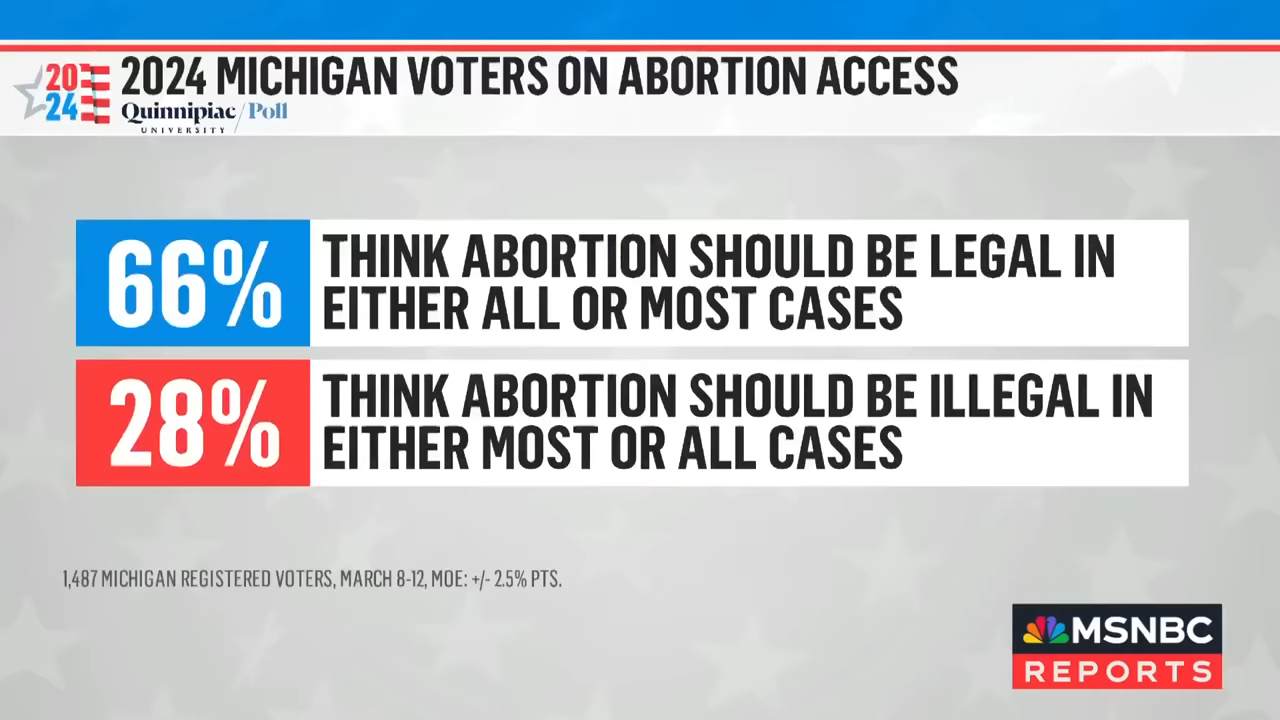 20
24
2024 MICHIGAN VOTERS ON ABORTION ACCESS
Quinnipiac / Poll
UNIVERSITY
66%
THINK ABORTION SHOULD BE LEGAL IN
EITHER ALL OR MOST CASES
28%
THINK ABORTION SHOULD BE ILLEGAL IN
EITHER MOST OR ALL CASES
1,487 MICHIGAN REGISTERED VOTERS, MARCH 8-12, MOE: +/- 2.5% PTS.
MSNBC
REPORTS